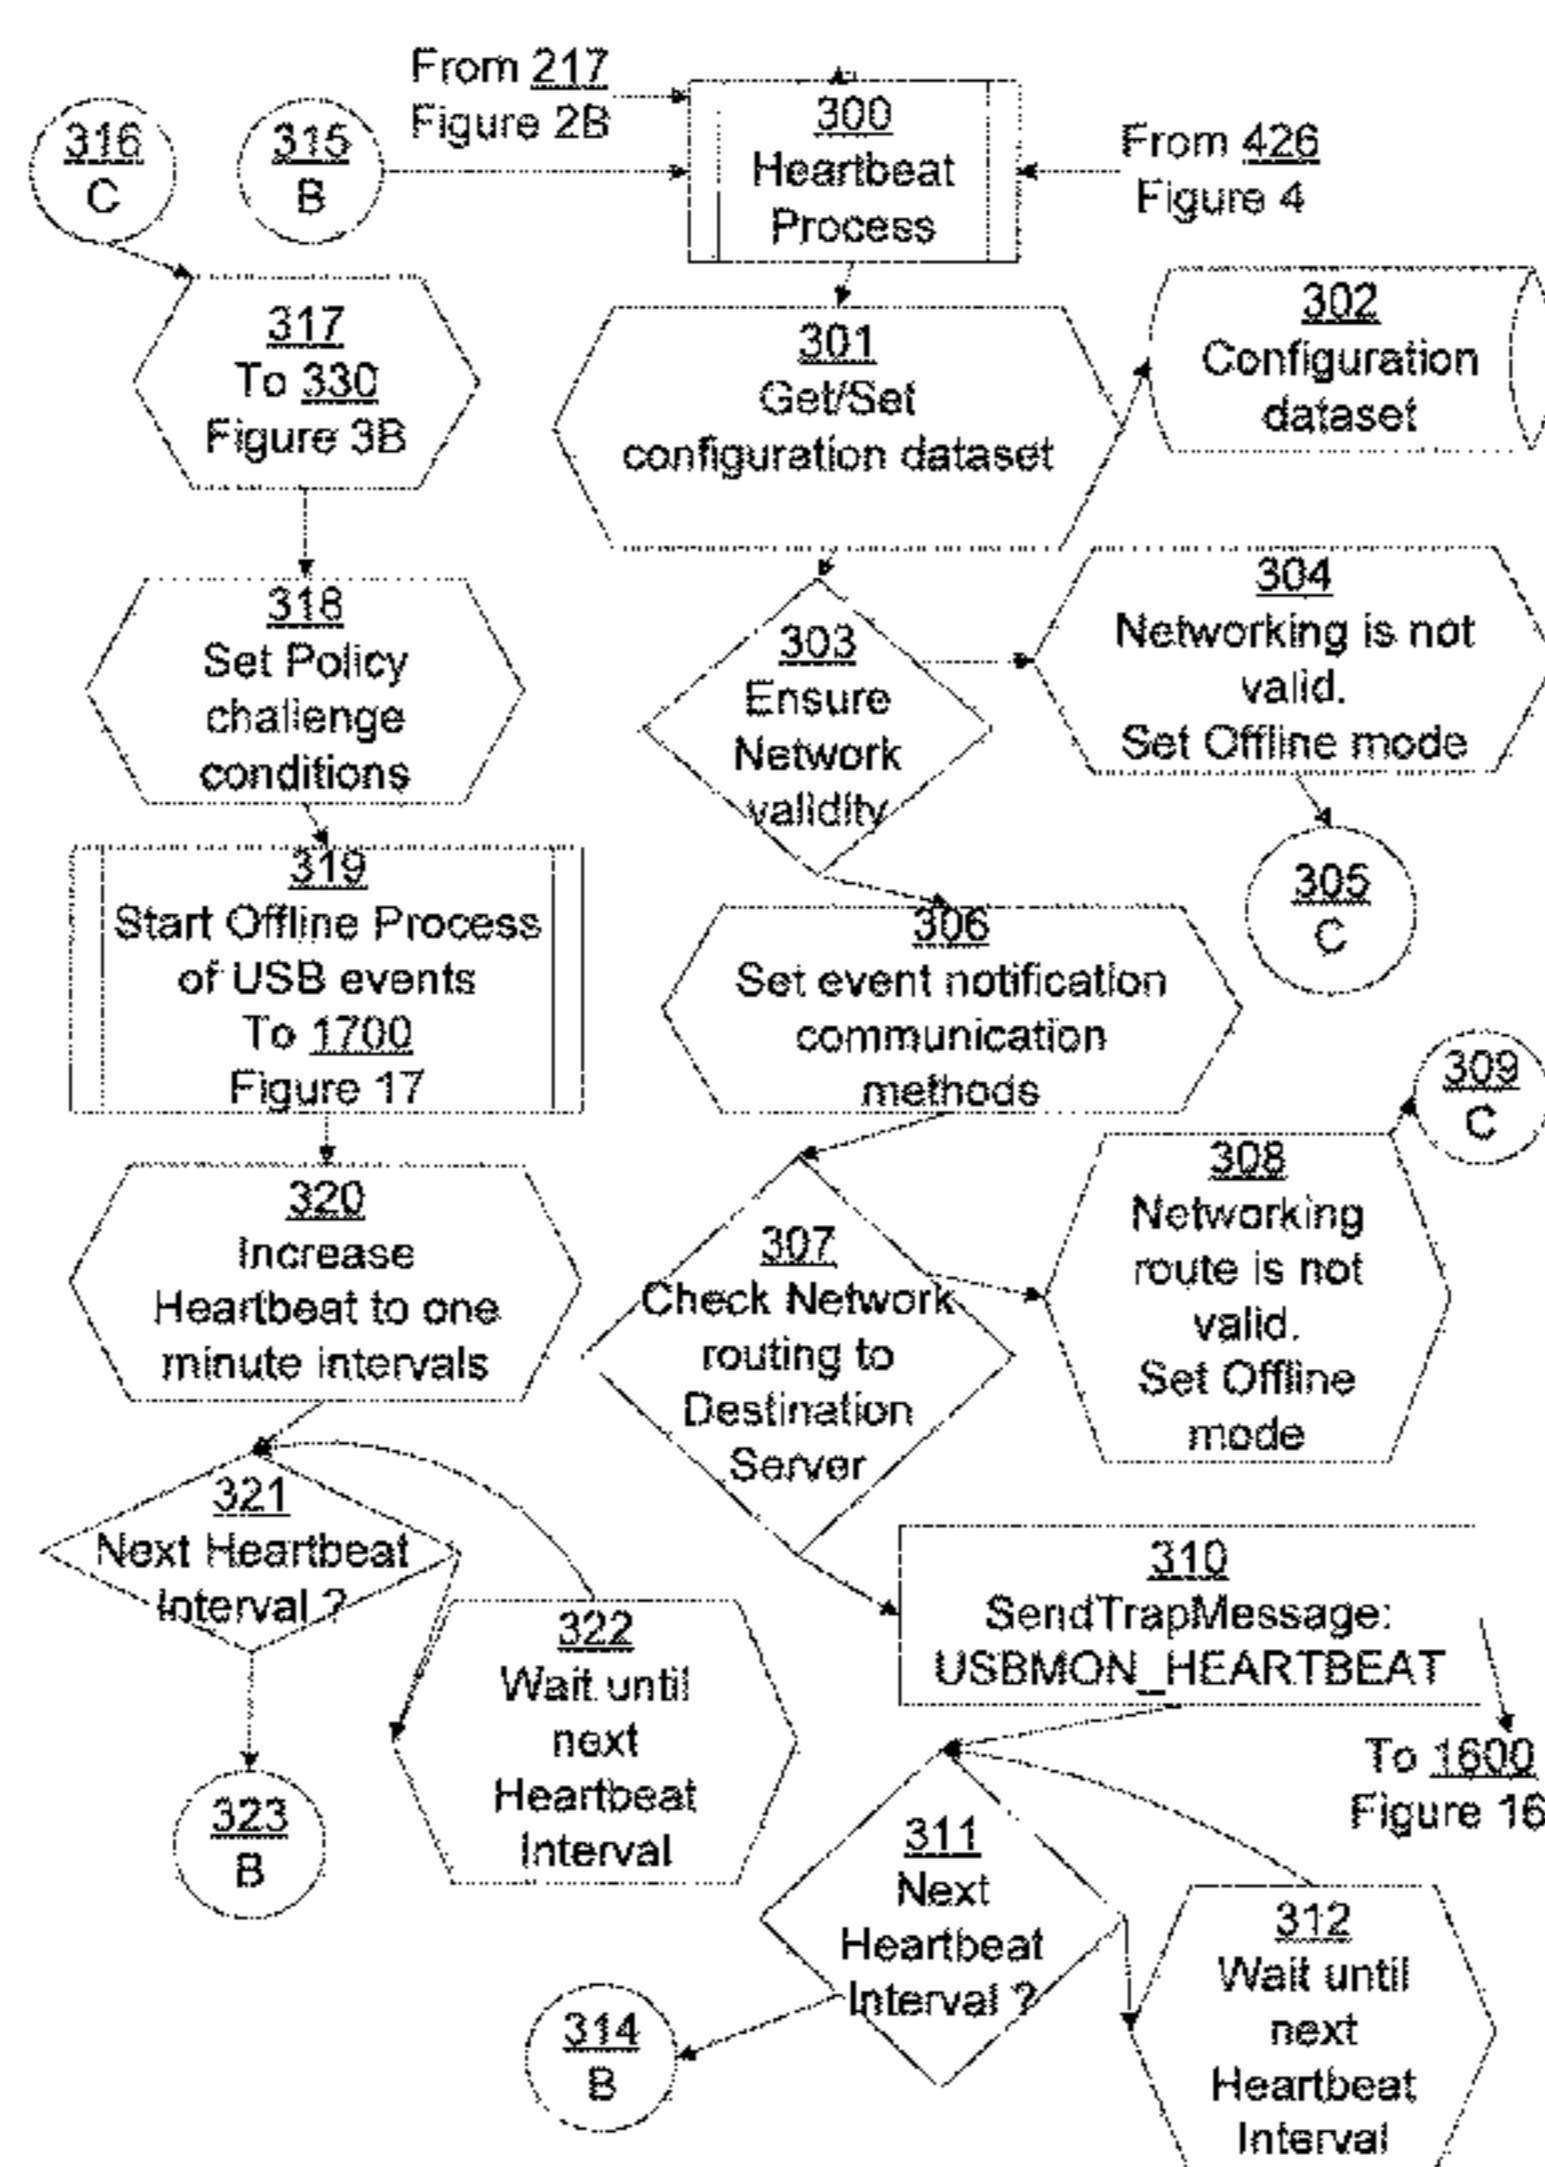 From 217
Figure 2B
316
C
315
B
300
Heartbeat
Process
From 426
Figure 4
317
To 330
Figure 3B
301
Get/Set
configuration dataset
302
Configuration
dataset
318
Set Policy
challenge
conditions
303
Ensure
Network
validity
304
Networking is not
valid.
Set Offline mode
305
C
319
Start Offline Process
of USB events
To 1700
Figure 17
306
Set event notification
communication
methods
309
C
308
Networking
route is not
valid.
Set Offline
mode
307
Check Network
routing to
Destination
Server
320
Increase
Heartbeat to one
minute intervals
321
Next Heartbeat
Interval ?
322
Wait until
next
Heartbeat
Interval
323
B
310
SendTrapMessage:
USBMON_HEARTBEAT
To 1600
Figure 16
311
Next
Heartbeat
Interval ?
312
Wait until
next
Heartbeat
Interval
314
B